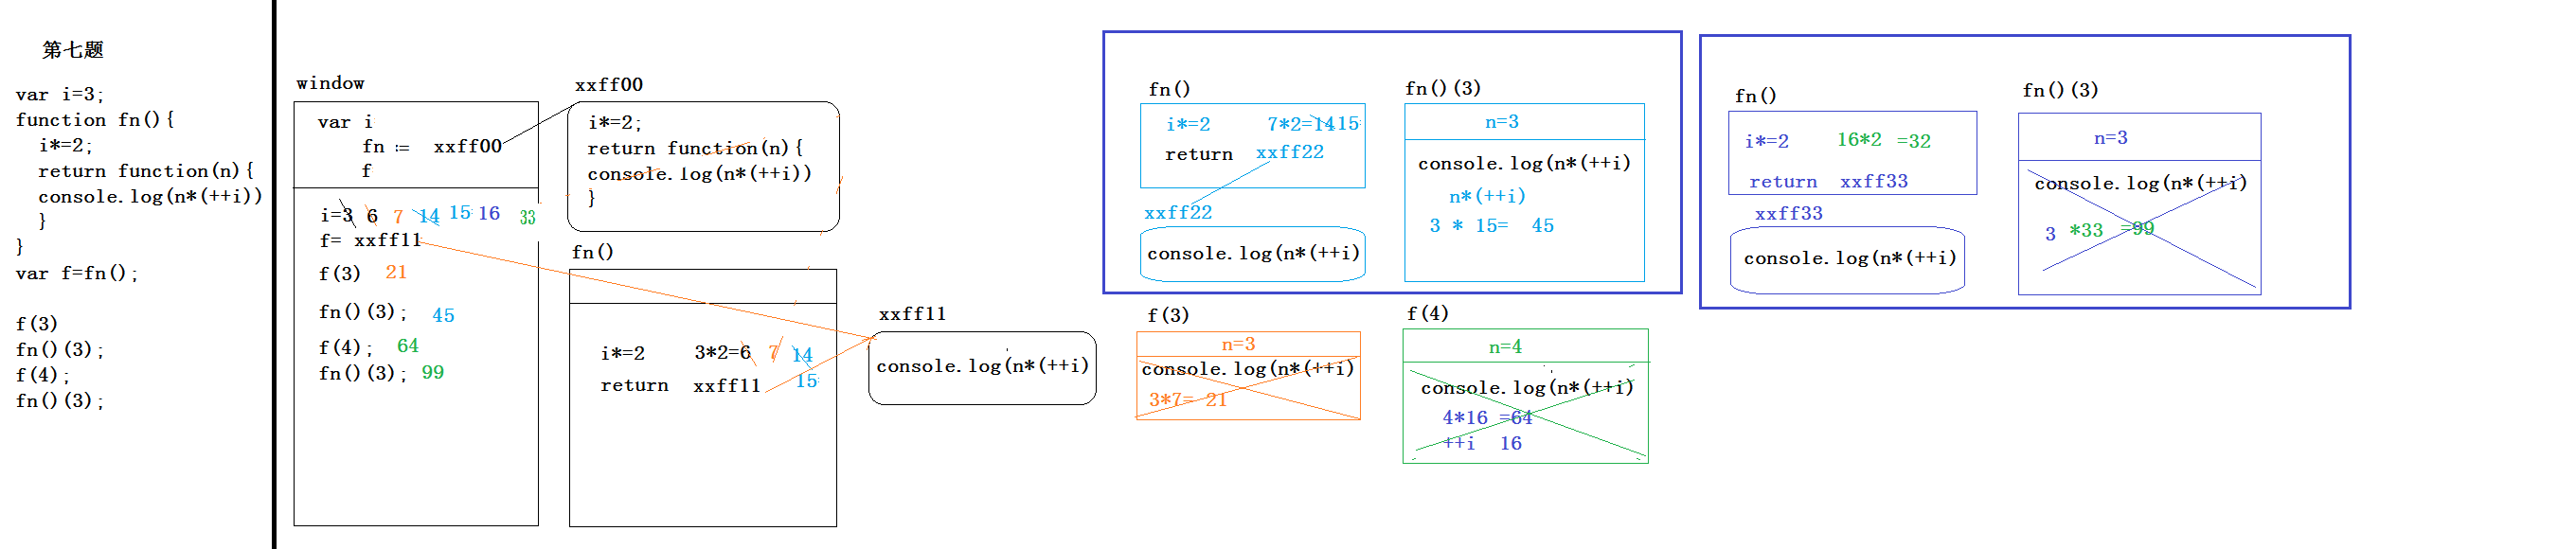 第七题
var i=3;
function fn(){
i*=2;
return function(n){
console.log(n*(++i))
}
}
var f=fn();
f(3)
fn()(3);
f(4);
fn()(3);
window
var i
fn := xxff00
f
i=3 6 7 14 15 16 33
f= xxff11
f(3) 21
fn()(3); 45
f(4); 64
fn()(3); 99
xxff00
i*=2;
return function(n){
console.log(n*(++i))
}
fn()
i*=2 3*2=6 7 14
15
return xxff11
xxff11
console.log(n*(++i)
fn()
i*=2 7*2=1415
return xxff22
xxff22
console.log(n*(++i)
fn()(3)
n=3
console.log(n*(++i)
n*(++i)
3 * 15= 45
f(3)
n=3
console.log(n*(++i)
3*7= 21
f(4)
n=4
console.log(n*(++i)
4*16 =64
++i 16
fn()
i*=2 16*2 =32
return xxff33
xxff33
console.log(n*(++i)
fn()(3)
n=3
console.log(n*(++i)
3 *33 =99